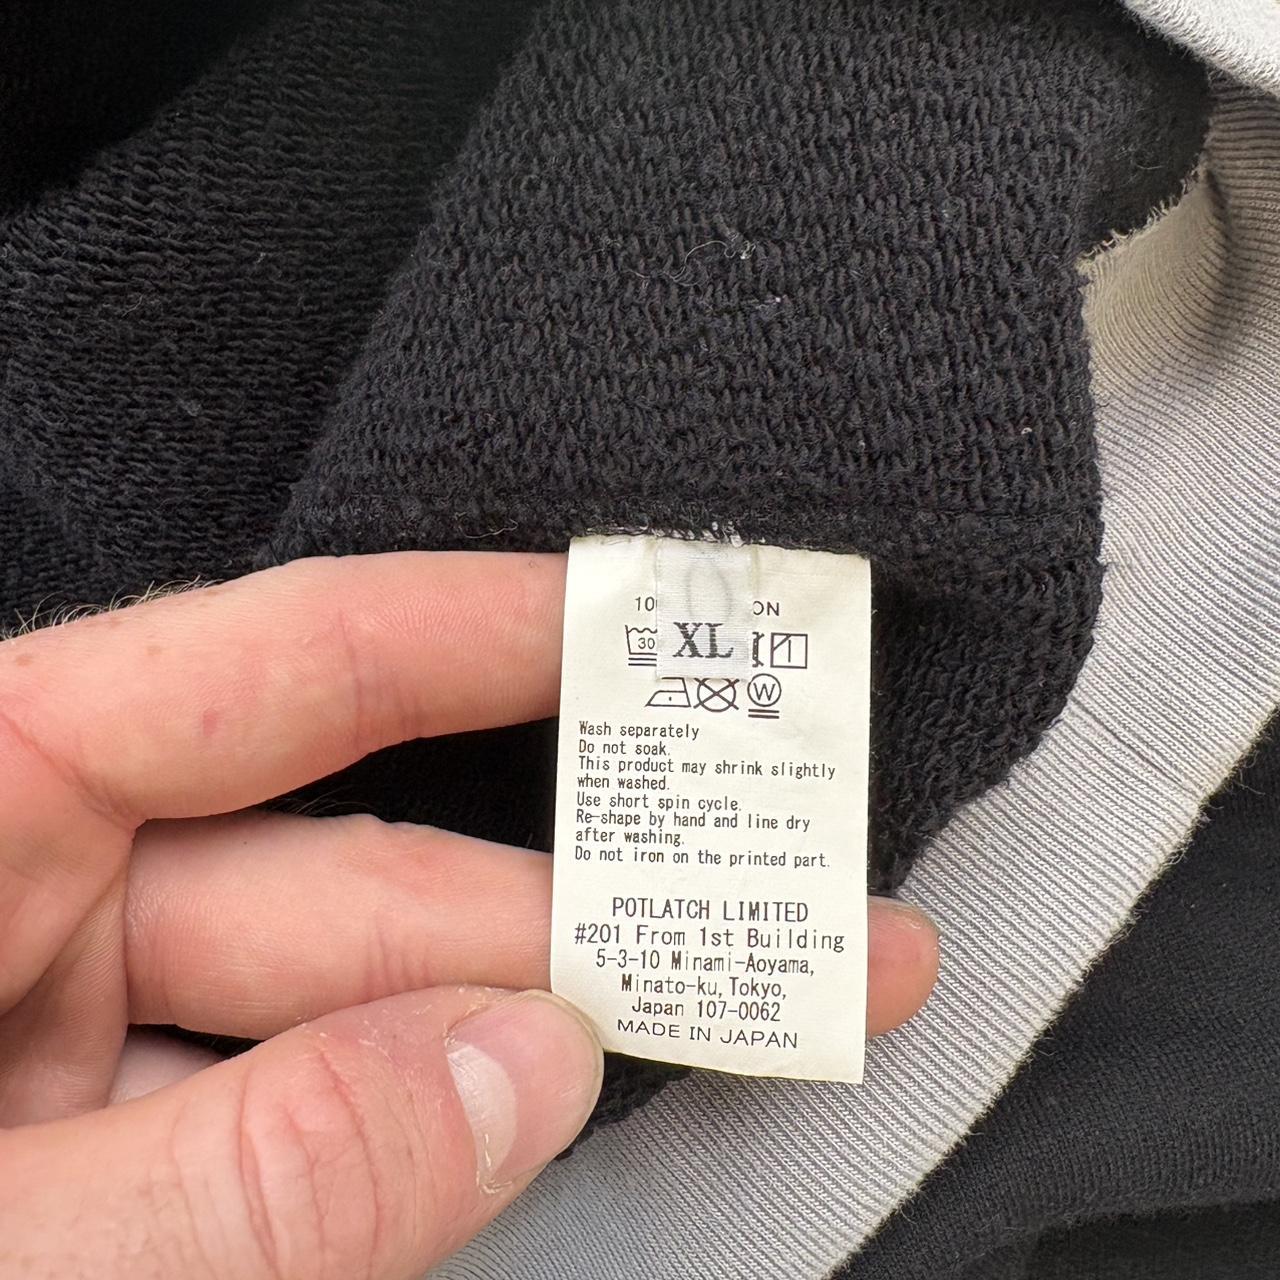 XL
30
W
Wash separately
Do not soak.
This product may shrink slightly
when washed.
Use short spin cycle.
Re-shape by hand and line dry
after washing.
Do not iron on the printed part.
POTLATCH LIMITED
#201 From 1st Building
5-3-10 Minami-Aoyama,
Minato-ku, Tokyo,
Japan 107-0062
MADE IN JAPAN